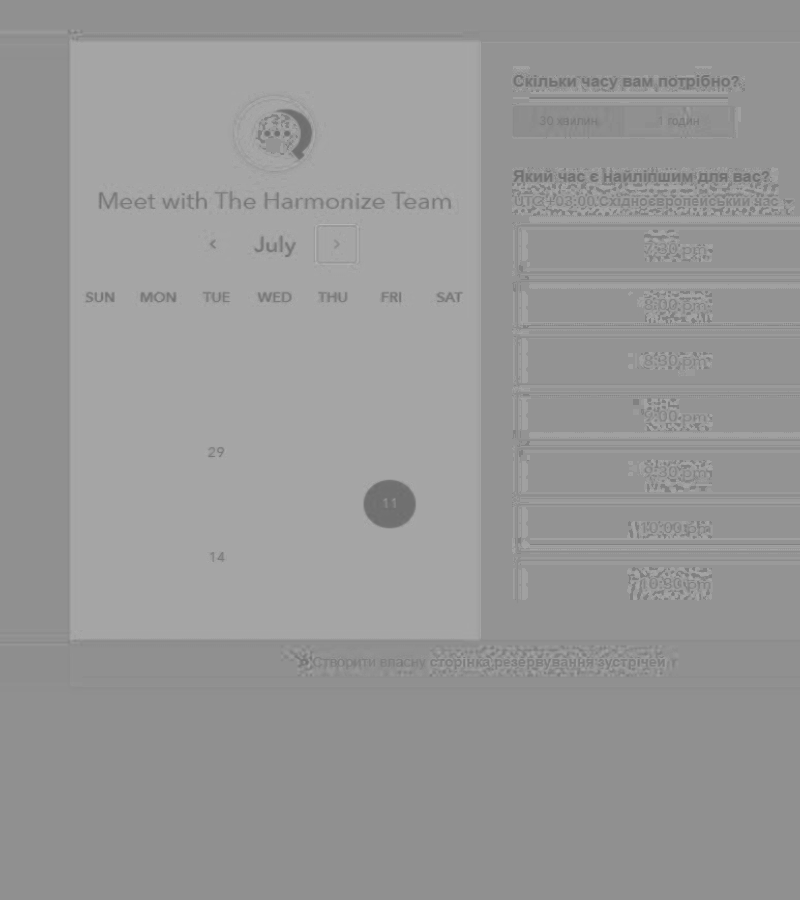 Meet with The Harmonize Team
‹ July ›
SUN MON TUE WED THU FRI SAT
29
11
14
Скільки часу вам потрібно?
30 хвилин 1 годин
Який час є найліпшим для вас?
UTC+03:00 Східноєвропейський час
7:30 pm
8:00 pm
8:30 pm
9:00 pm
9:30 pm
10:00 pm
10:30 pm
Створити власну сторінка резервування зустрічей